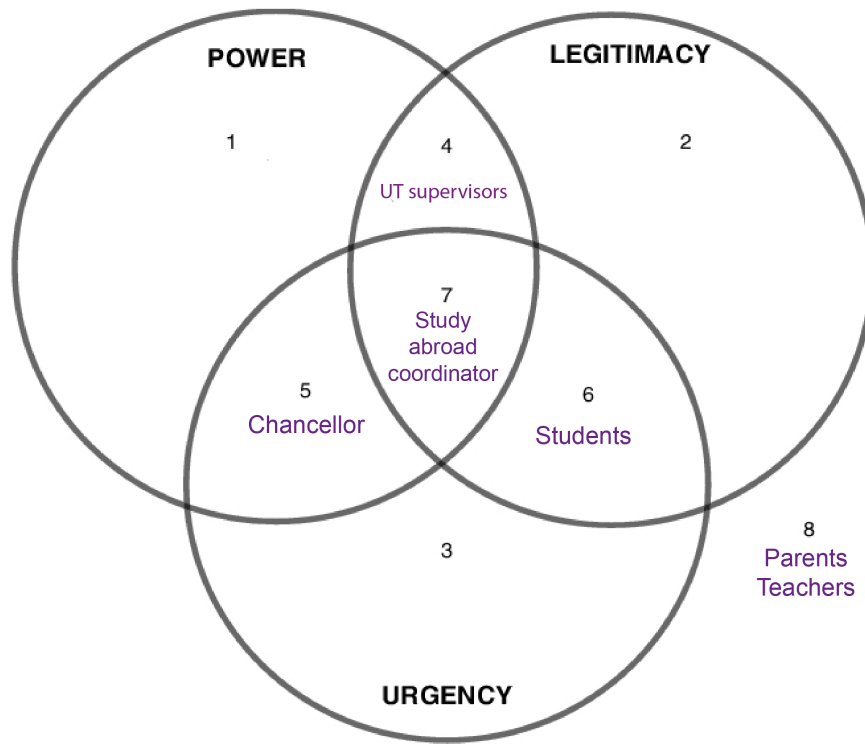 POWER
LEGITIMACY
1
4
2
UT supervisors
7
Study
abroad
coordinator
5
Chancellor
6
Students
3
8
Parents
Teachers
URGENCY